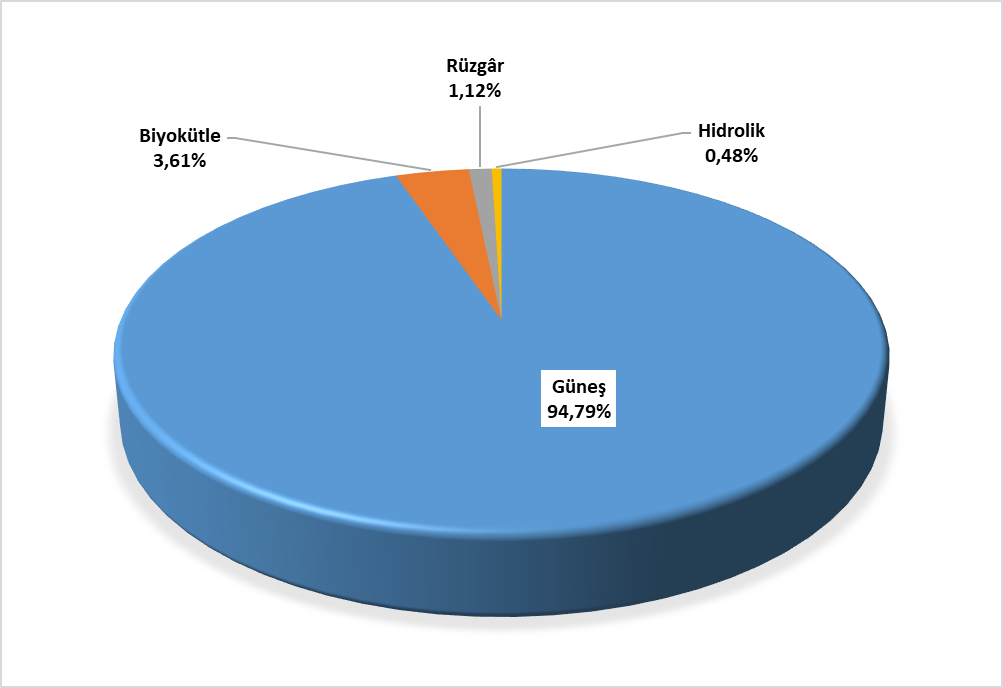 Rüzgâr
1,12%
Biyokütle
3,61%
Hidrolik
0,48%
Güneş
94,79%